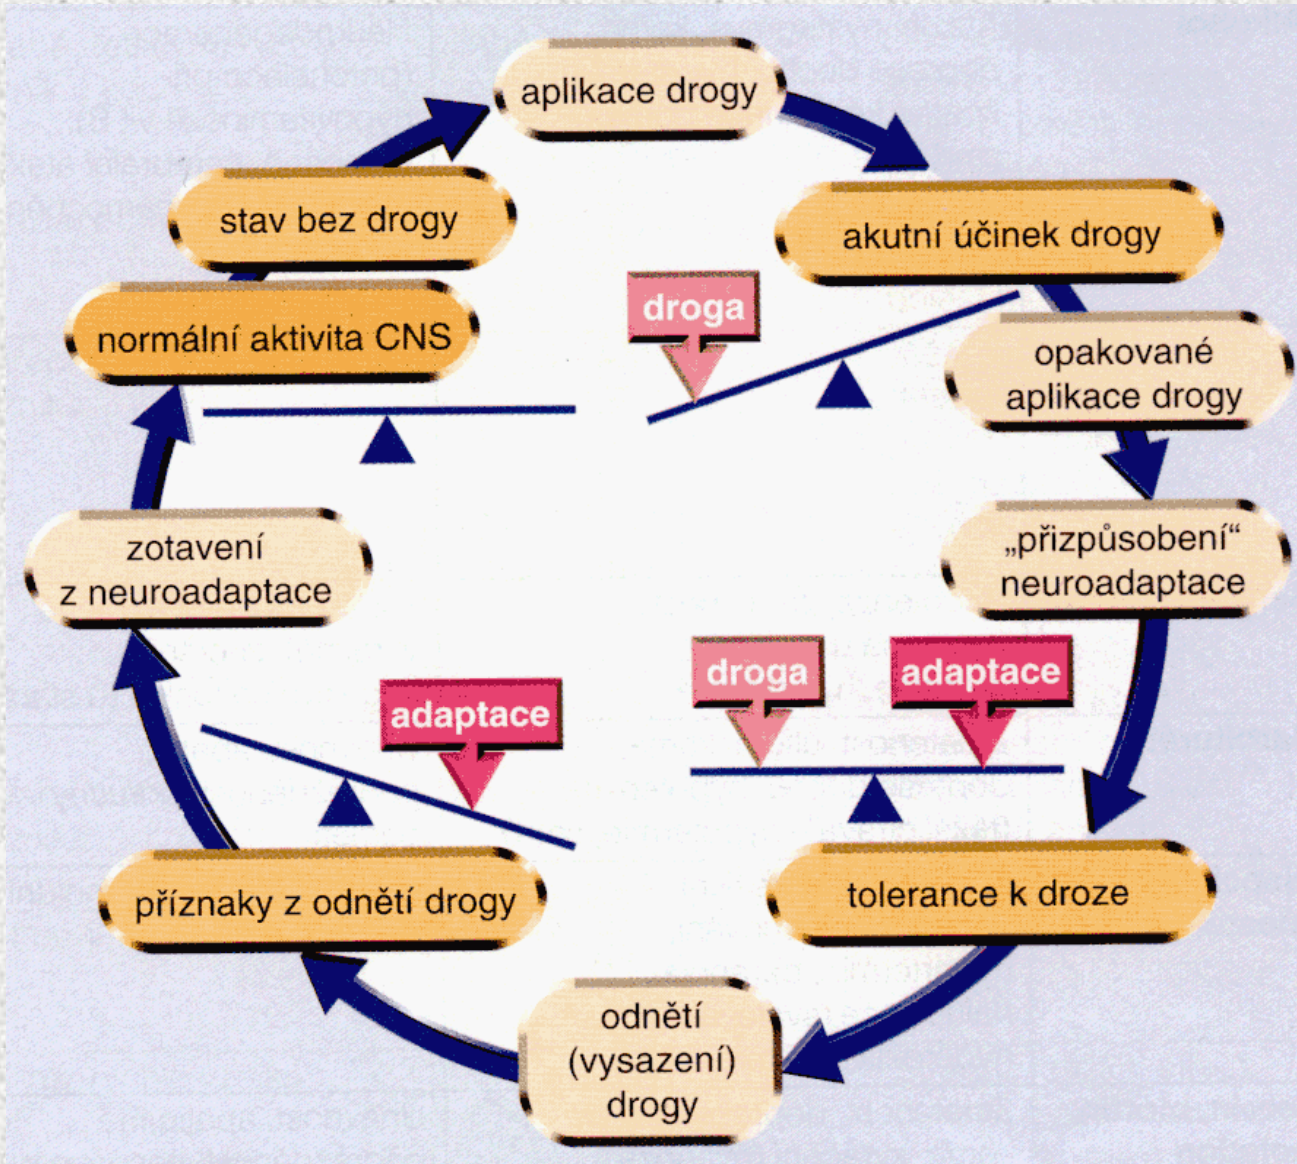 aplikace drogy
akutní účinek drogy
droga
opakované
aplikace drogy
„přizpůsobení“
neuroadaptace
droga
adaptace
tolerance k droze
odnětí
(vysazení)
drogy
příznaky z odnětí drogy
adaptace
zotavení
z neuroadaptace
normální aktivita CNS
stav bez drogy